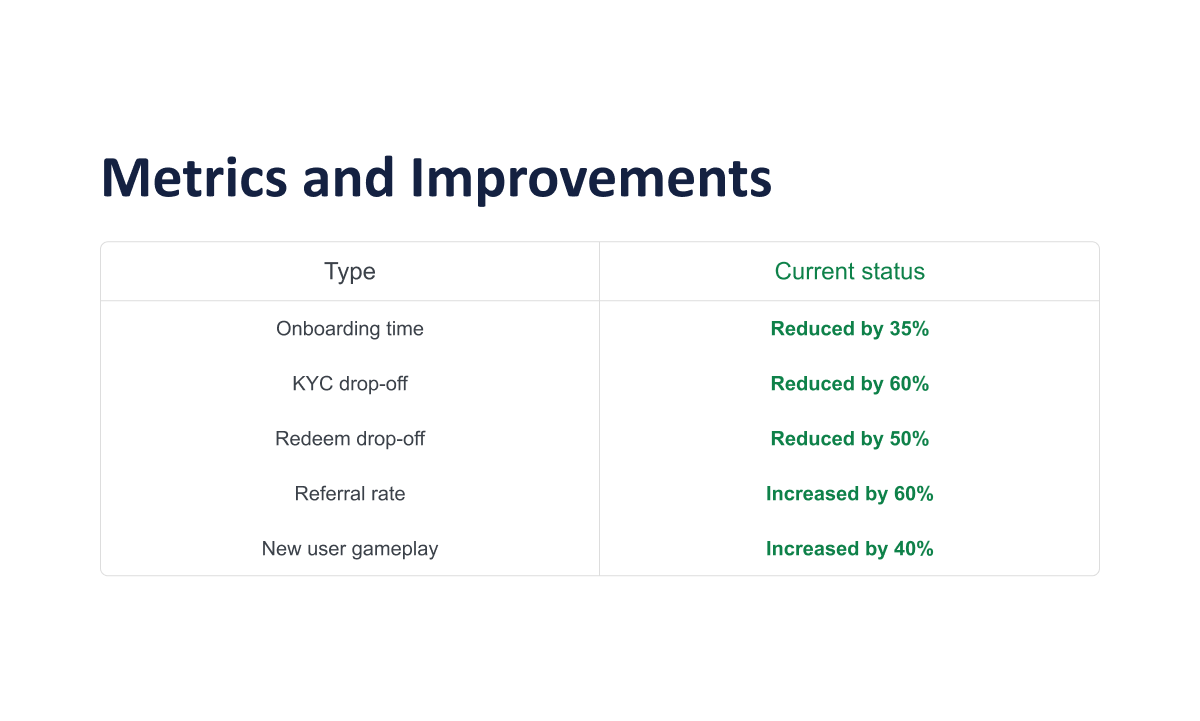 Metrics and Improvements
Type Current status
Onboarding time Reduced by 35%
KYC drop-off Reduced by 60%
Redeem drop-off Reduced by 50%
Referral rate Increased by 60%
New user gameplay Increased by 40%